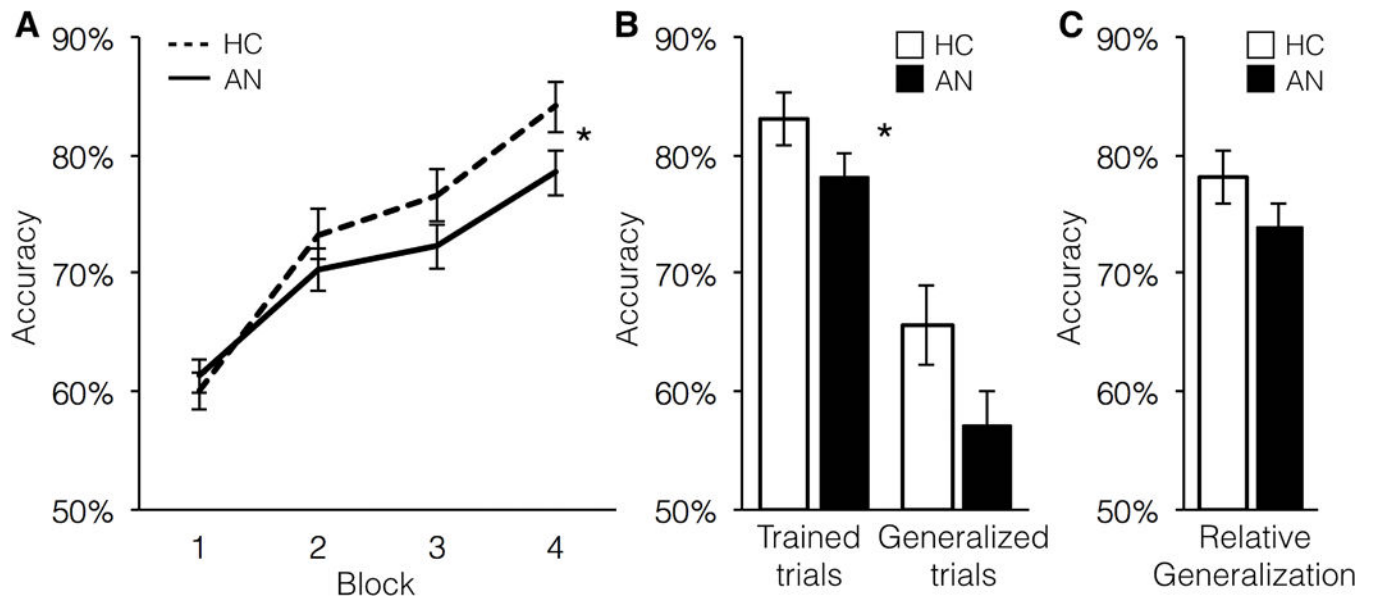 A
90%
80%
70%
60%
50%
Accuracy
HC
AN
*
1 2 3 4
Block
B
90%
80%
70%
60%
50%
Accuracy
HC
AN
*
Trained Generalized
trials trials
C
90%
80%
70%
60%
50%
Accuracy
HC
AN
Relative
Generalization